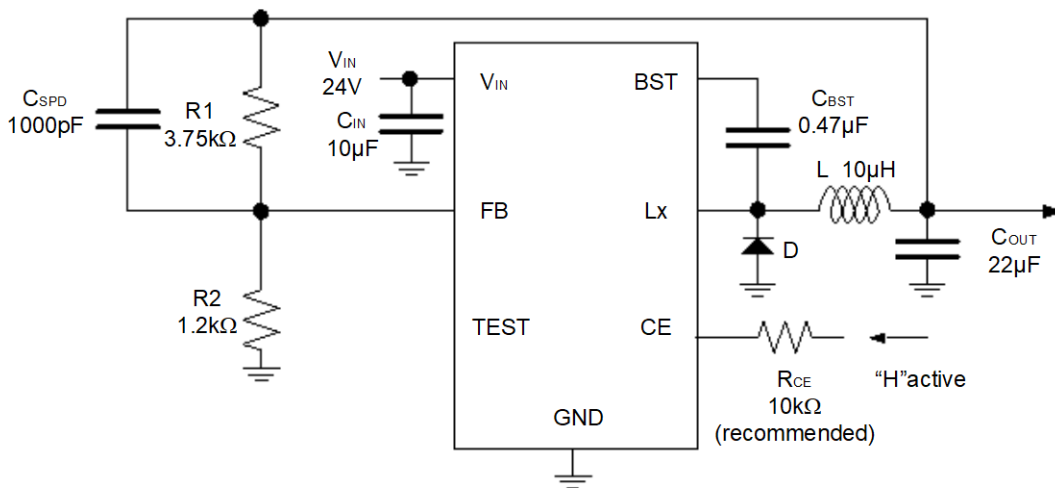 CSPD
1000pF
R1
3.75kΩ
R2
1.2kΩ
VIN
24V
CIN
10µF
VIN
FB
TEST
GND
BST
Lx
CE
CBST
0.47µF
L 10µH
D
COUT
22µF
RCE
10kΩ
(recommended)
“H”active